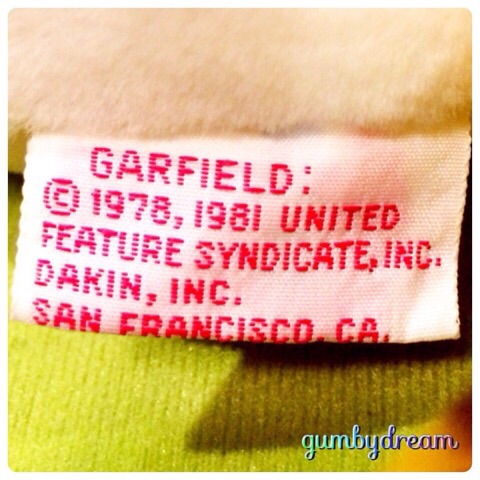 GARFIELD:
© 1978, 1981 UNITED
FEATURE SYNDICATE, INC.
DAKIN, INC.
SAN FRANCISCO, CA.
gumbydream